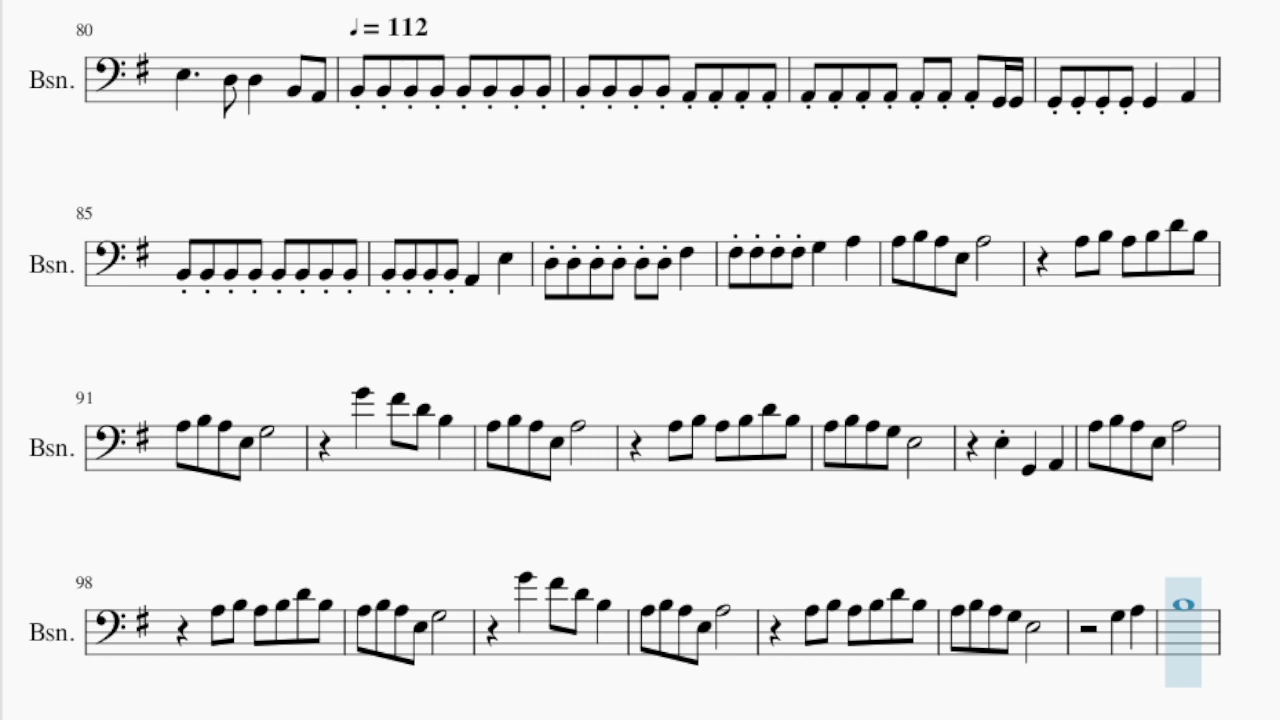 80
♩ = 112
Bsn.
85
Bsn.
91
Bsn.
98
Bsn.